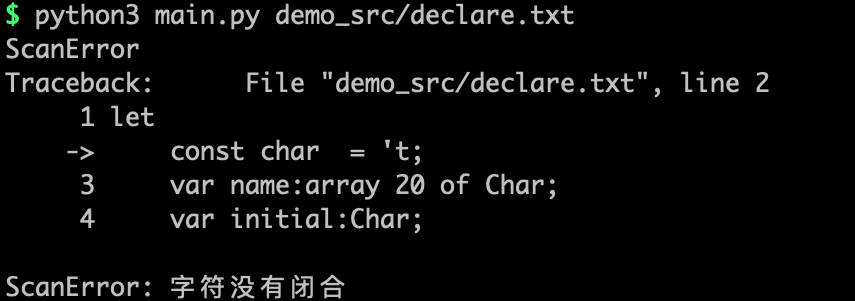 $ python3 main.py demo_src/declare.txt
ScanError
Traceback:      File "demo_src/declare.txt", line 2
     1 let
    ->     const char  = 't;
     3     var name:array 20 of Char;
     4     var initial:Char;
ScanError: 字符没有闭合